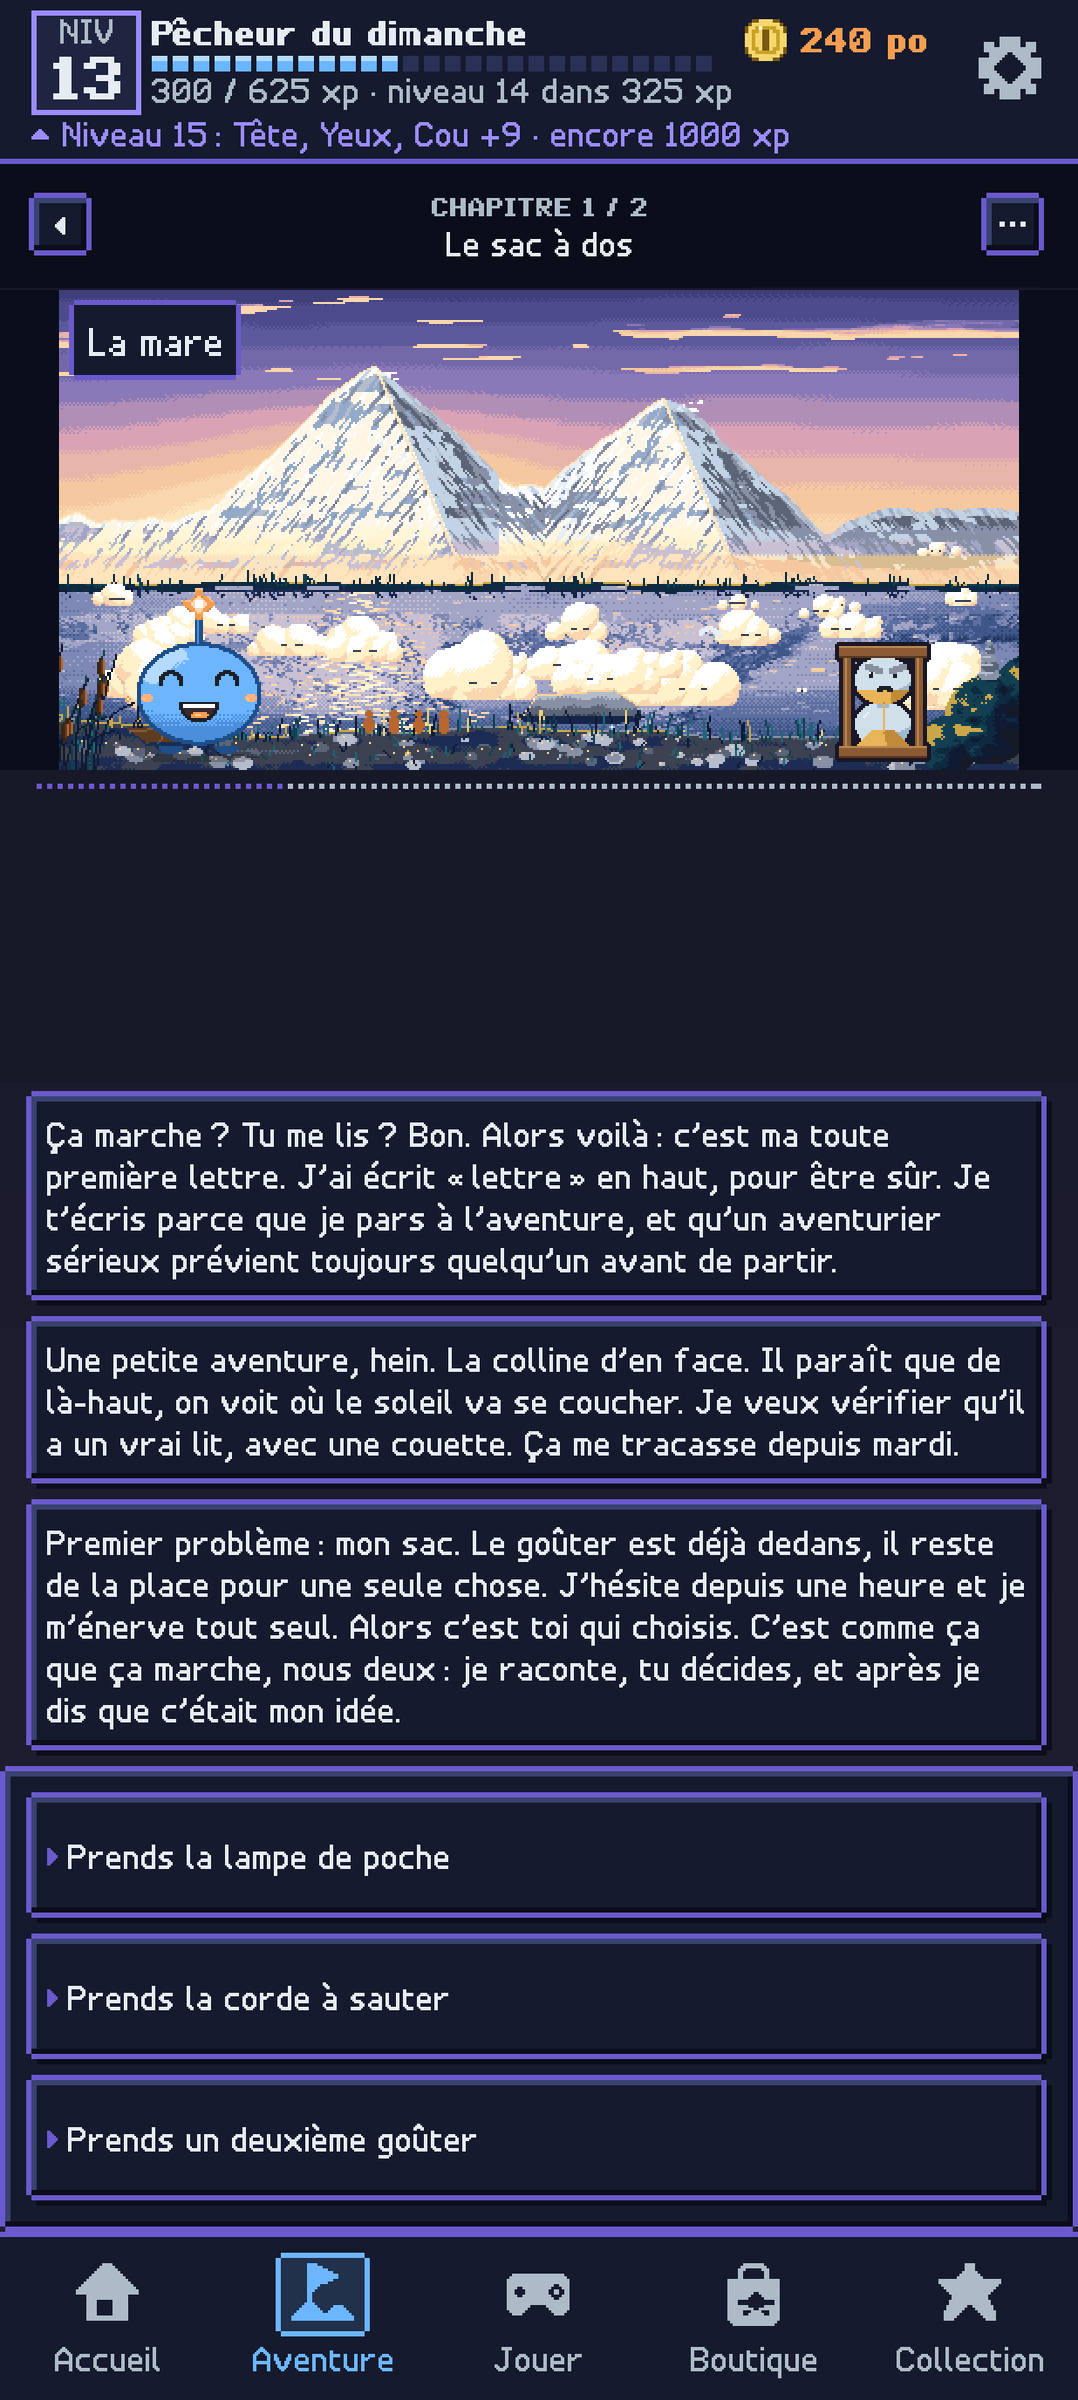 NIV
13
Pêcheur du dimanche
240 po
300 / 625 xp · niveau 14 dans 325 xp
Niveau 15 : Tête, Yeux, Cou +9 · encore 1000 xp
CHAPITRE 1 / 2
Le sac à dos
...
La mare
Ça marche ? Tu me lis ? Bon. Alors voilà : c’est ma toute
première lettre. J’ai écrit « lettre » en haut, pour être sûr. Je
t’écris parce que je pars à l’aventure, et qu’un aventurier
sérieux prévient toujours quelqu’un avant de partir.
Une petite aventure, hein. La colline d’en face. Il paraît que de
là-haut, on voit où le soleil va se coucher. Je veux vérifier qu’il
a un vrai lit, avec une couette. Ça me tracasse depuis mardi.
Premier problème : mon sac. Le goûter est déjà dedans, il reste
de la place pour une seule chose. J’hésite depuis une heure et je
m’énerve tout seul. Alors c’est toi qui choisis. C’est comme ça
que ça marche, nous deux : je raconte, tu décides, et après je
dis que c’était mon idée.
Prends la lampe de poche
Prends la corde à sauter
Prends un deuxième goûter
Accueil
Aventure
Jouer
Boutique
Collection